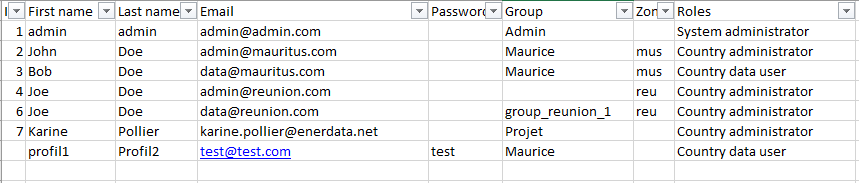 I First name Last name Email Password Group Zon Roles
1 admin admin admin@admin.com Admin System administrator
2 John Doe admin@mauritus.com Maurice mus Country administrator
3 Bob Doe data@mauritus.com Maurice mus Country data user
4 Joe Doe admin@reunion.com reu Country administrator
6 Joe Doe data@reunion.com group_reunion_1 reu Country administrator
7 Karine Pollier karine.pollier@enerdata.net Projet Country administrator
profil1 Profil2 test@test.com test Maurice Country data user